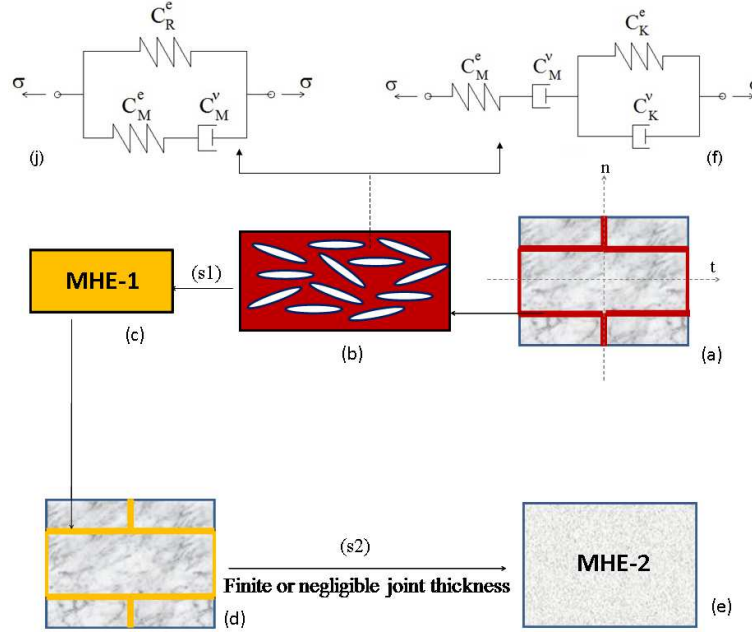 C_R^e
σ
σ
C_M^e
C_M^v
(j)
C_K^e
C_M^e
C_M^v
σ
C_K^v
(f)
n
t
(a)
(b)
(s1)
MHE-1
(c)
(s2)
Finite or negligible joint thickness
(d)
MHE-2
(e)